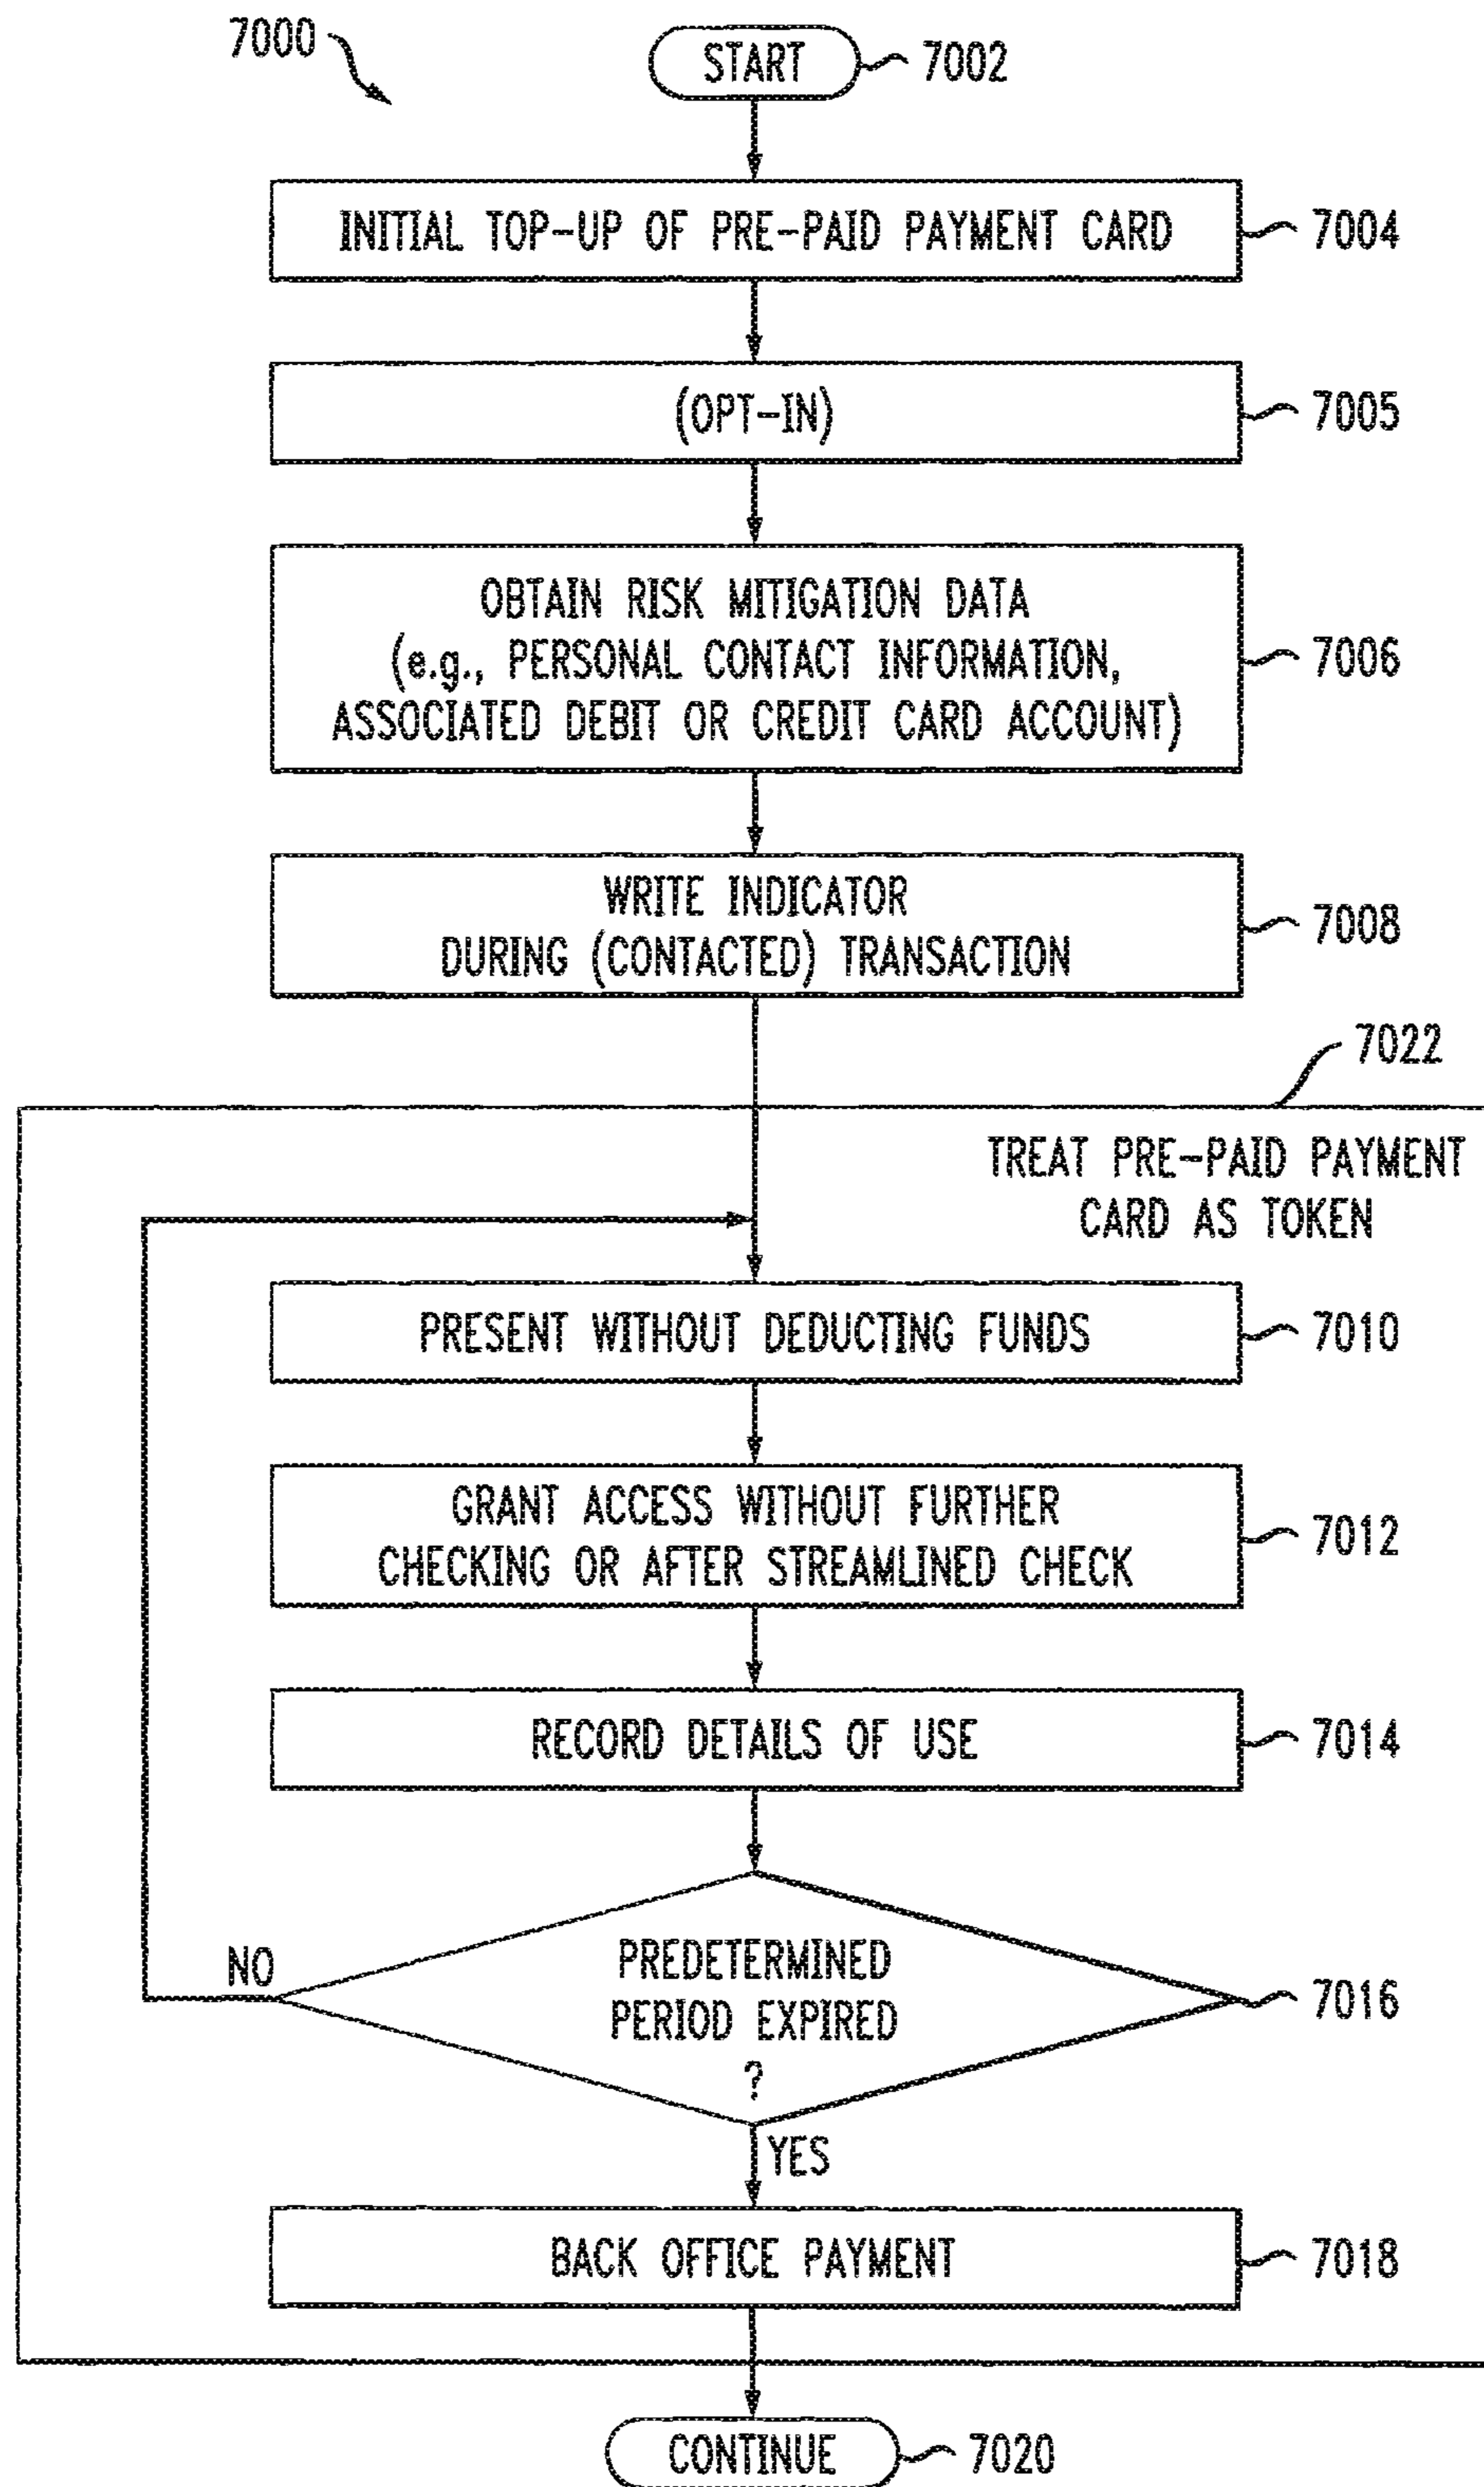 7000
START
7002
INITIAL TOP-UP OF PRE-PAID PAYMENT CARD
7004
(OPT-IN)
7005
OBTAIN RISK MITIGATION DATA
(e.g., PERSONAL CONTACT INFORMATION,
ASSOCIATED DEBIT OR CREDIT CARD ACCOUNT)
7006
WRITE INDICATOR
DURING (CONTACTED) TRANSACTION
7008
7022
TREAT PRE-PAID PAYMENT
CARD AS TOKEN
PRESENT WITHOUT DEDUCTING FUNDS
7010
GRANT ACCESS WITHOUT FURTHER
CHECKING OR AFTER STREAMLINED CHECK
7012
RECORD DETAILS OF USE
7014
NO
PREDETERMINED
PERIOD EXPIRED
?
7016
YES
BACK OFFICE PAYMENT
7018
CONTINUE
7020